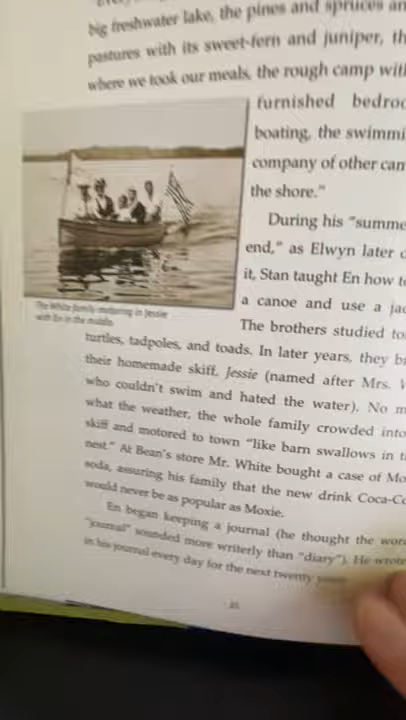 big freshwater lake, the pines and spruces an
pastures with its sweet-fern and juniper, th
where we took our meals, the rough camp with
furnished bedroo
boating, the swimmi
company of other cam
the shore."
During his "summe
end," as Elwyn later c
it, Stan taught En how to
a canoe and use a jac
The brothers studied to
The White family motoring in Jessie
with En in the middle.
turtles, tadpoles, and toads. In later years, they bu
their homemade skiff, Jessie (named after Mrs. W
who couldn't swim and hated the water). No m
what the weather, the whole family crowded into
skiff and motored to town "like barn swallows in t
nest." At Bean's store Mr. White bought a case of Mo
soda, assuring his family that the new drink Coca-Co
would never be as popular as Moxie.
En began keeping a journal (he thought the wor
"journal" sounded more writerly than "diary"). He wrote
in his journal every day for the next twenty years